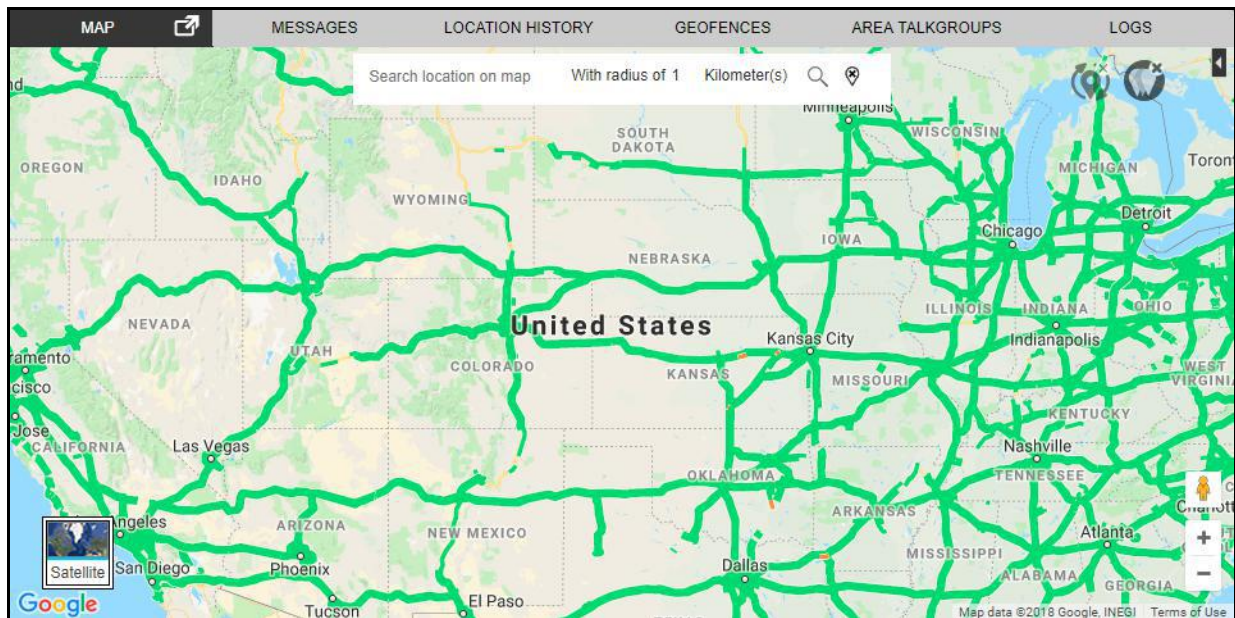 MAP MESSAGES LOCATION HISTORY GEOFENCES AREA TALKGROUPS LOGS
Search location on map With radius of 1 Kilometer(s)
nd
Minneapolis
SOUTH
DAKOTA
WISCONSIN
OREGON
IDAHO
MICHIGAN
Toron
WYOMING
Detroit
Chicago
IOWA
NEBRASKA
NEVADA
United States
ILLINOIS
INDIANA
OHIO
Kansas City
Indianapolis
ramento
UTAH
COLORADO
KANSAS
MISSOURI
WEST
VIRGINIA
cisco
Jose
KENTUCKY
CALIFORNIA
Las Vegas
Nashville
OKLAHOMA
TENNESSEE
C
Charlott
ARKANSAS
Angeles
ARIZONA
NEW MEXICO
Atlanta
+
MISSISSIPPI
Satellite
San Diego
Phoenix
Dallas
−
ALABAMA
GEORGIA
Google
Tucson
El Paso
Map data ©2018 Google, INEGI Terms of Use